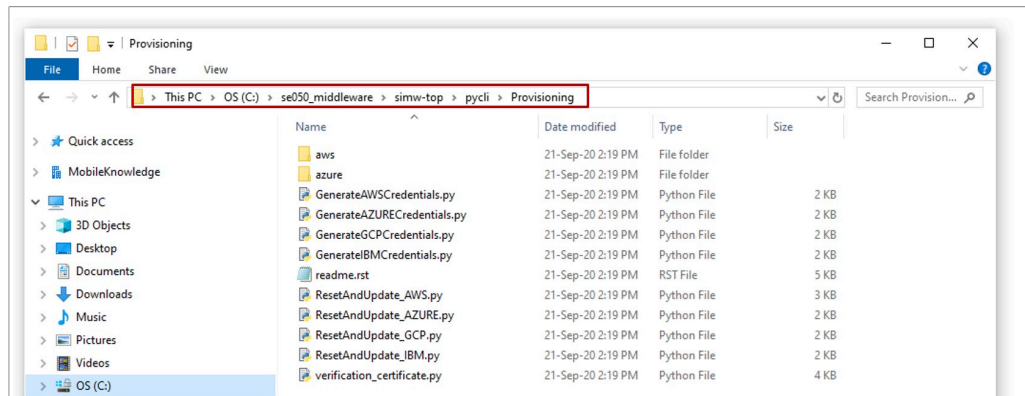 Provisioning
File Home Share View
This PC > OS (C:) > se050_middleware > simw-top > pycli > Provisioning
Search Provision...
Name Date modified Type Size
Quick access
MobileKnowledge
This PC
3D Objects
Desktop
Documents
Downloads
Music
Pictures
Videos
OS (C:)
aws 21-Sep-20 2:19 PM File folder
azure 21-Sep-20 2:19 PM File folder
GenerateAWSCredentials.py 21-Sep-20 2:19 PM Python File 2 KB
GenerateAZURECredentials.py 21-Sep-20 2:19 PM Python File 2 KB
GenerateGCPCredentials.py 21-Sep-20 2:19 PM Python File 2 KB
GenerateIBMCredentials.py 21-Sep-20 2:19 PM Python File 2 KB
readme.rst 21-Sep-20 2:19 PM RST File 5 KB
ResetAndUpdate_AWS.py 21-Sep-20 2:19 PM Python File 3 KB
ResetAndUpdate_AZURE.py 21-Sep-20 2:19 PM Python File 2 KB
ResetAndUpdate_GCP.py 21-Sep-20 2:19 PM Python File 2 KB
ResetAndUpdate_IBM.py 21-Sep-20 2:19 PM Python File 2 KB
verification_certificate.py 21-Sep-20 2:19 PM Python File 4 KB